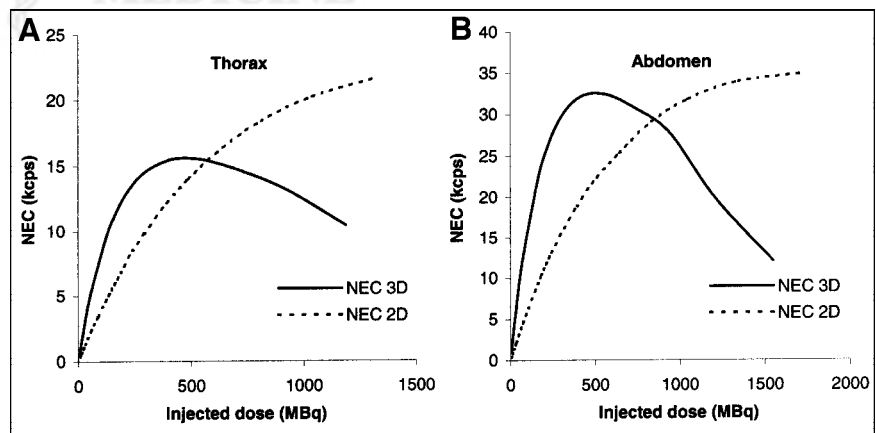 MEDICINE
A
Thorax
25
20
15
10
5
0
NEC (kcps)
NEC 3D
NEC 2D
0 500 1000 1500
Injected dose (MBq)
B
Abdomen
40
35
30
25
20
15
10
5
0
NEC (kcps)
NEC 3D
NEC 2D
0 500 1000 1500 2000
Injected dose (MBq)